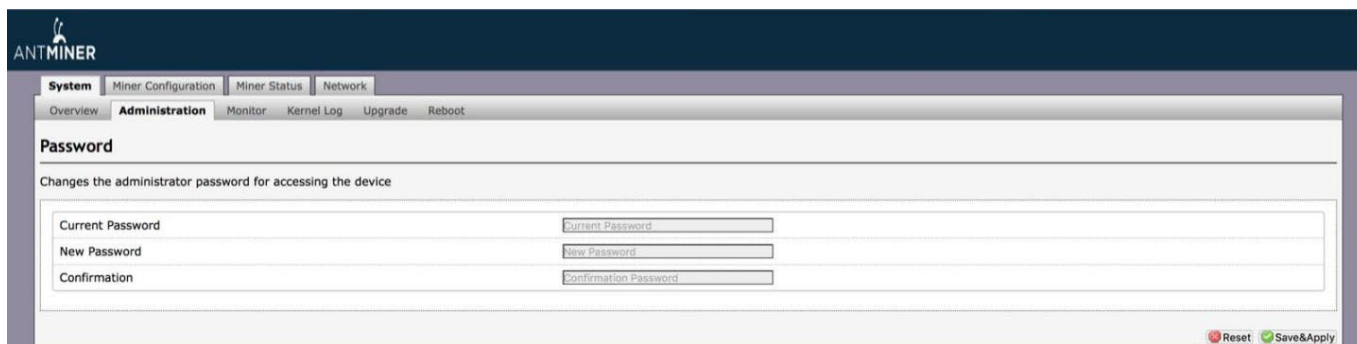 ANTMINER
System Miner Configuration Miner Status Network
Overview Administration Monitor Kernel Log Upgrade Reboot
Password
Changes the administrator password for accessing the device
Current Password Current Password
New Password New Password
Confirmation Confirmation Password
Reset Save&Apply